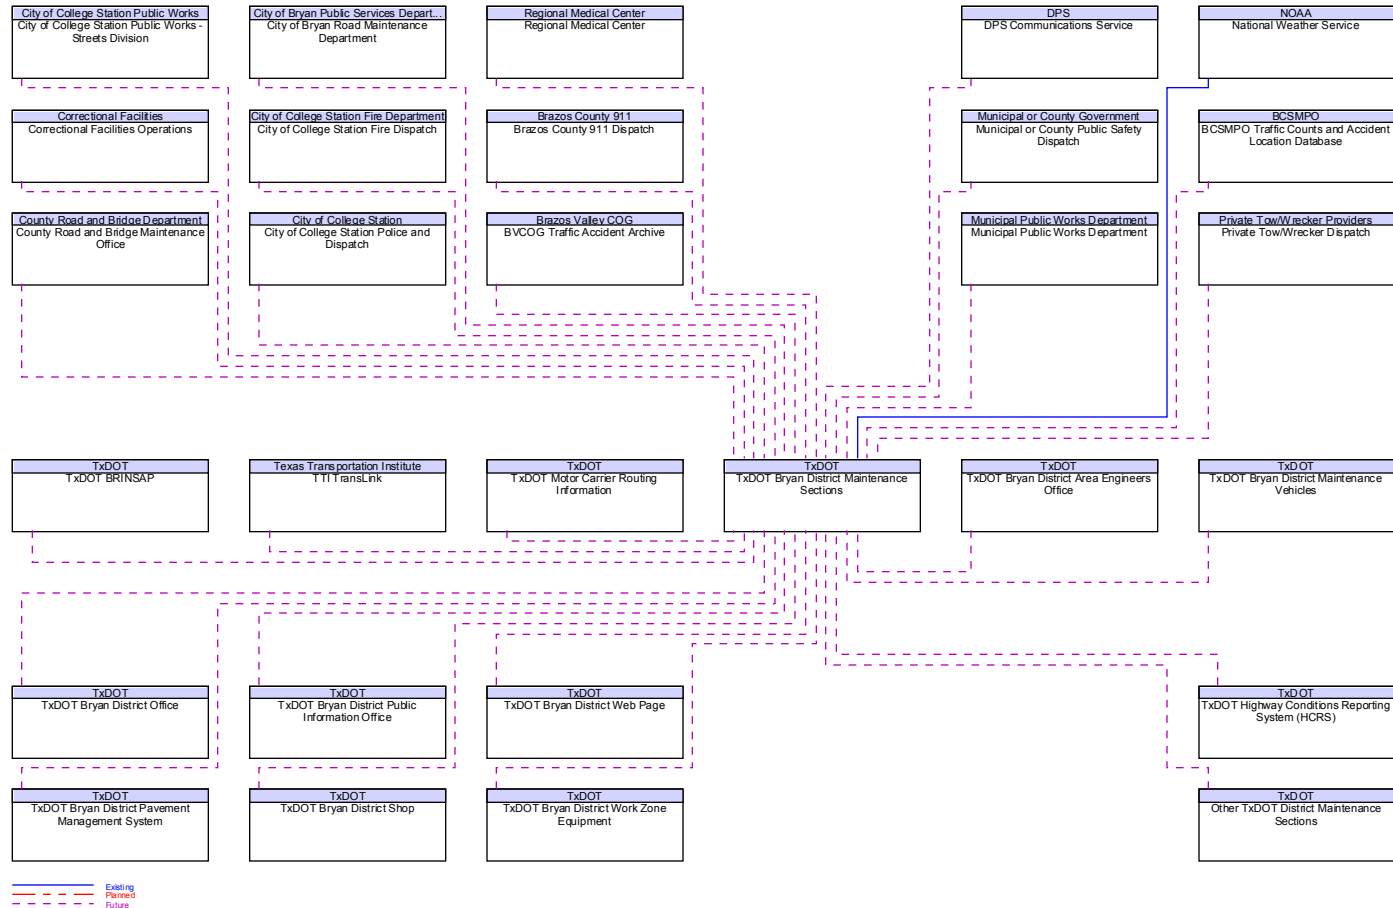 City of College Station Public Works
City of College Station Public Works -
Streets Division
City of Bryan Public Services Depart...
City of Bryan Road Maintenance
Department
Regional Medical Center
Regional Medical Center
DPS
DPS Communications Service
NOAA
National Weather Service
Correctional Facilities
Correctional Facilities Operations
City of College Station Fire Department
City of College Station Fire Dispatch
Brazos County 911
Brazos County 911 Dispatch
Municipal or County Government
Municipal or County Public Safety
Dispatch
BCSMPO
BCSMPO Traffic Counts and Accident
Location Database
County Road and Bridge Department
County Road and Bridge Maintenance
Office
City of College Station
City of College Station Police and
Dispatch
Brazos Valley COG
BVCOG Traffic Accident Archive
Municipal Public Works Department
Municipal Public Works Department
Private Tow/Wrecker Providers
Private Tow/Wrecker Dispatch
TxDOT
TxDOT BRINSAP
Texas Transportation Institute
TTI TransLink
TxDOT
TxDOT Motor Carrier Routing
Information
TxDOT
TxDOT Bryan District Maintenance
Sections
TxDOT
TxDOT Bryan District Area Engineers
Office
TxDOT
TxDOT Bryan District Maintenance
Vehicles
TxDOT
TxDOT Bryan District Office
TxDOT
TxDOT Bryan District Public
Information Office
TxDOT
TxDOT Bryan District Web Page
TxDOT
TxDOT Highway Conditions Reporting
System (HCRS)
TxDOT
TxDOT Bryan District Pavement
Management System
TxDOT
TxDOT Bryan District Shop
TxDOT
TxDOT Bryan District Work Zone
Equipment
TxDOT
Other TxDOT District Maintenance
Sections
Existing
Planned
Future